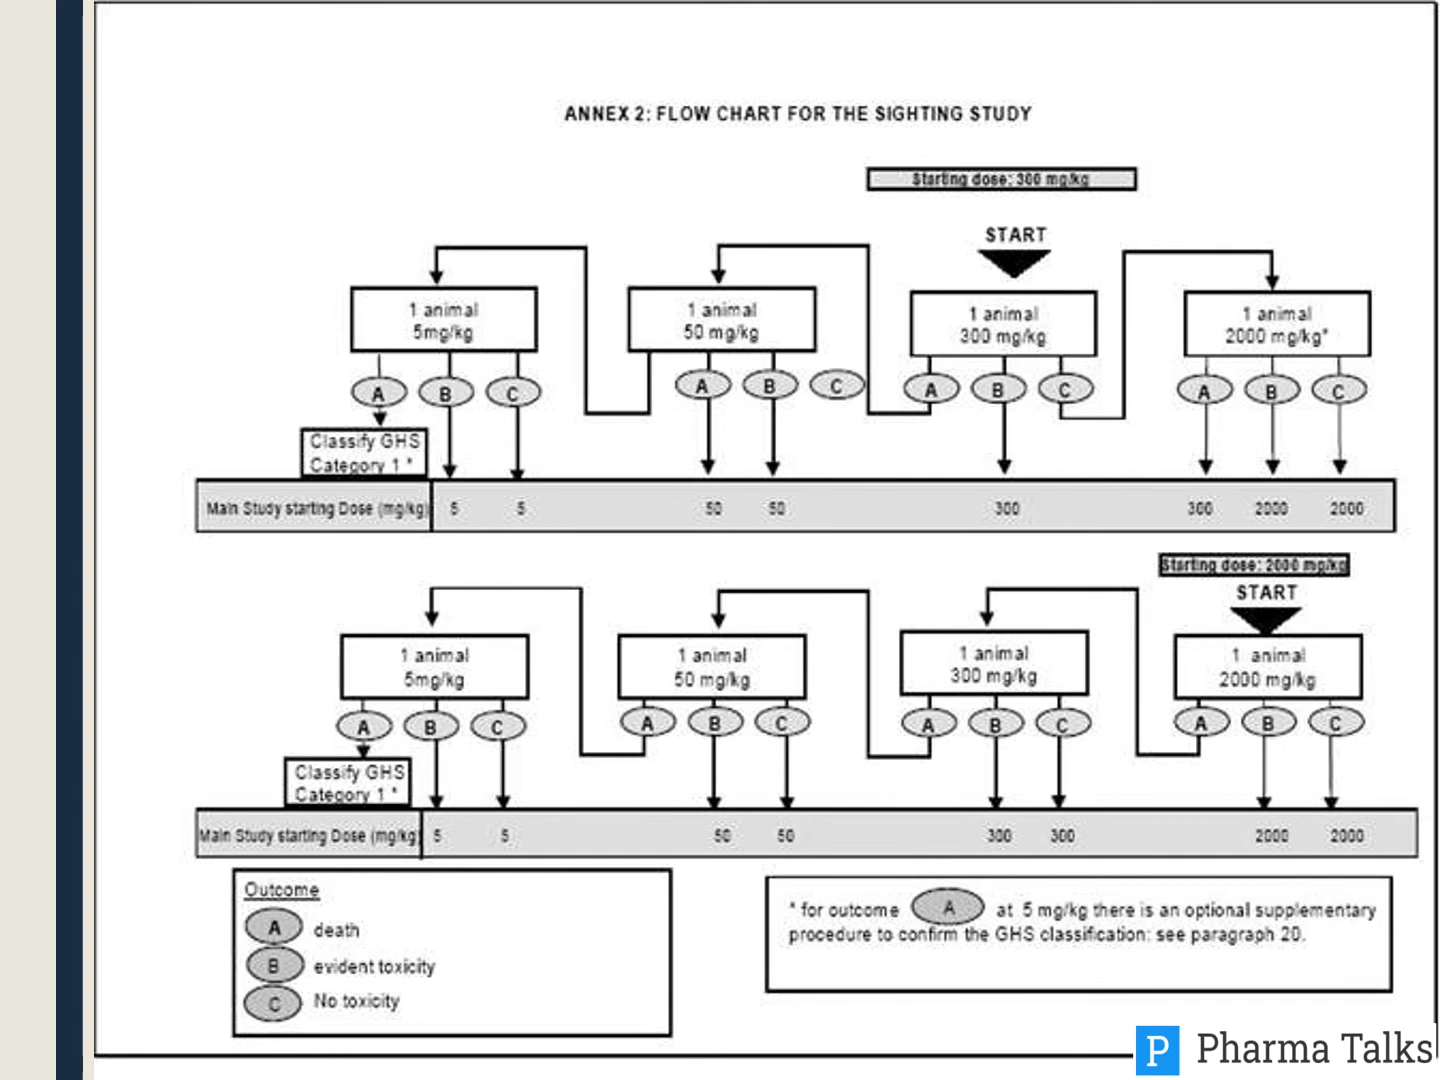 ANNEX 2: FLOW CHART FOR THE SIGHTING STUDY
Starting dose: 300 mg/kg
START
1 animal
5mg/kg
1 animal
50 mg/kg
1 animal
300 mg/kg
1 animal
2000 mg/kg*
A B C A B C A B C A B C
Classify GHS
Category 1 *
Main Study starting Dose (mg/kg) 5 5 50 50 300 300 2000 2000
Starting dose: 2000 mg/kg
START
1 animal
5mg/kg
1 animal
50 mg/kg
1 animal
300 mg/kg
1 animal
2000 mg/kg
A B C A B C A B C A B C
Classify GHS
Category 1 *
Main Study starting Dose (mg/kg) 5 5 50 50 300 300 2000 2000
Outcome
A death
B evident toxicity
C No toxicity
* for outcome A at 5 mg/kg there is an optional supplementary
procedure to confirm the GHS classification: see paragraph 20.
P Pharma Talks